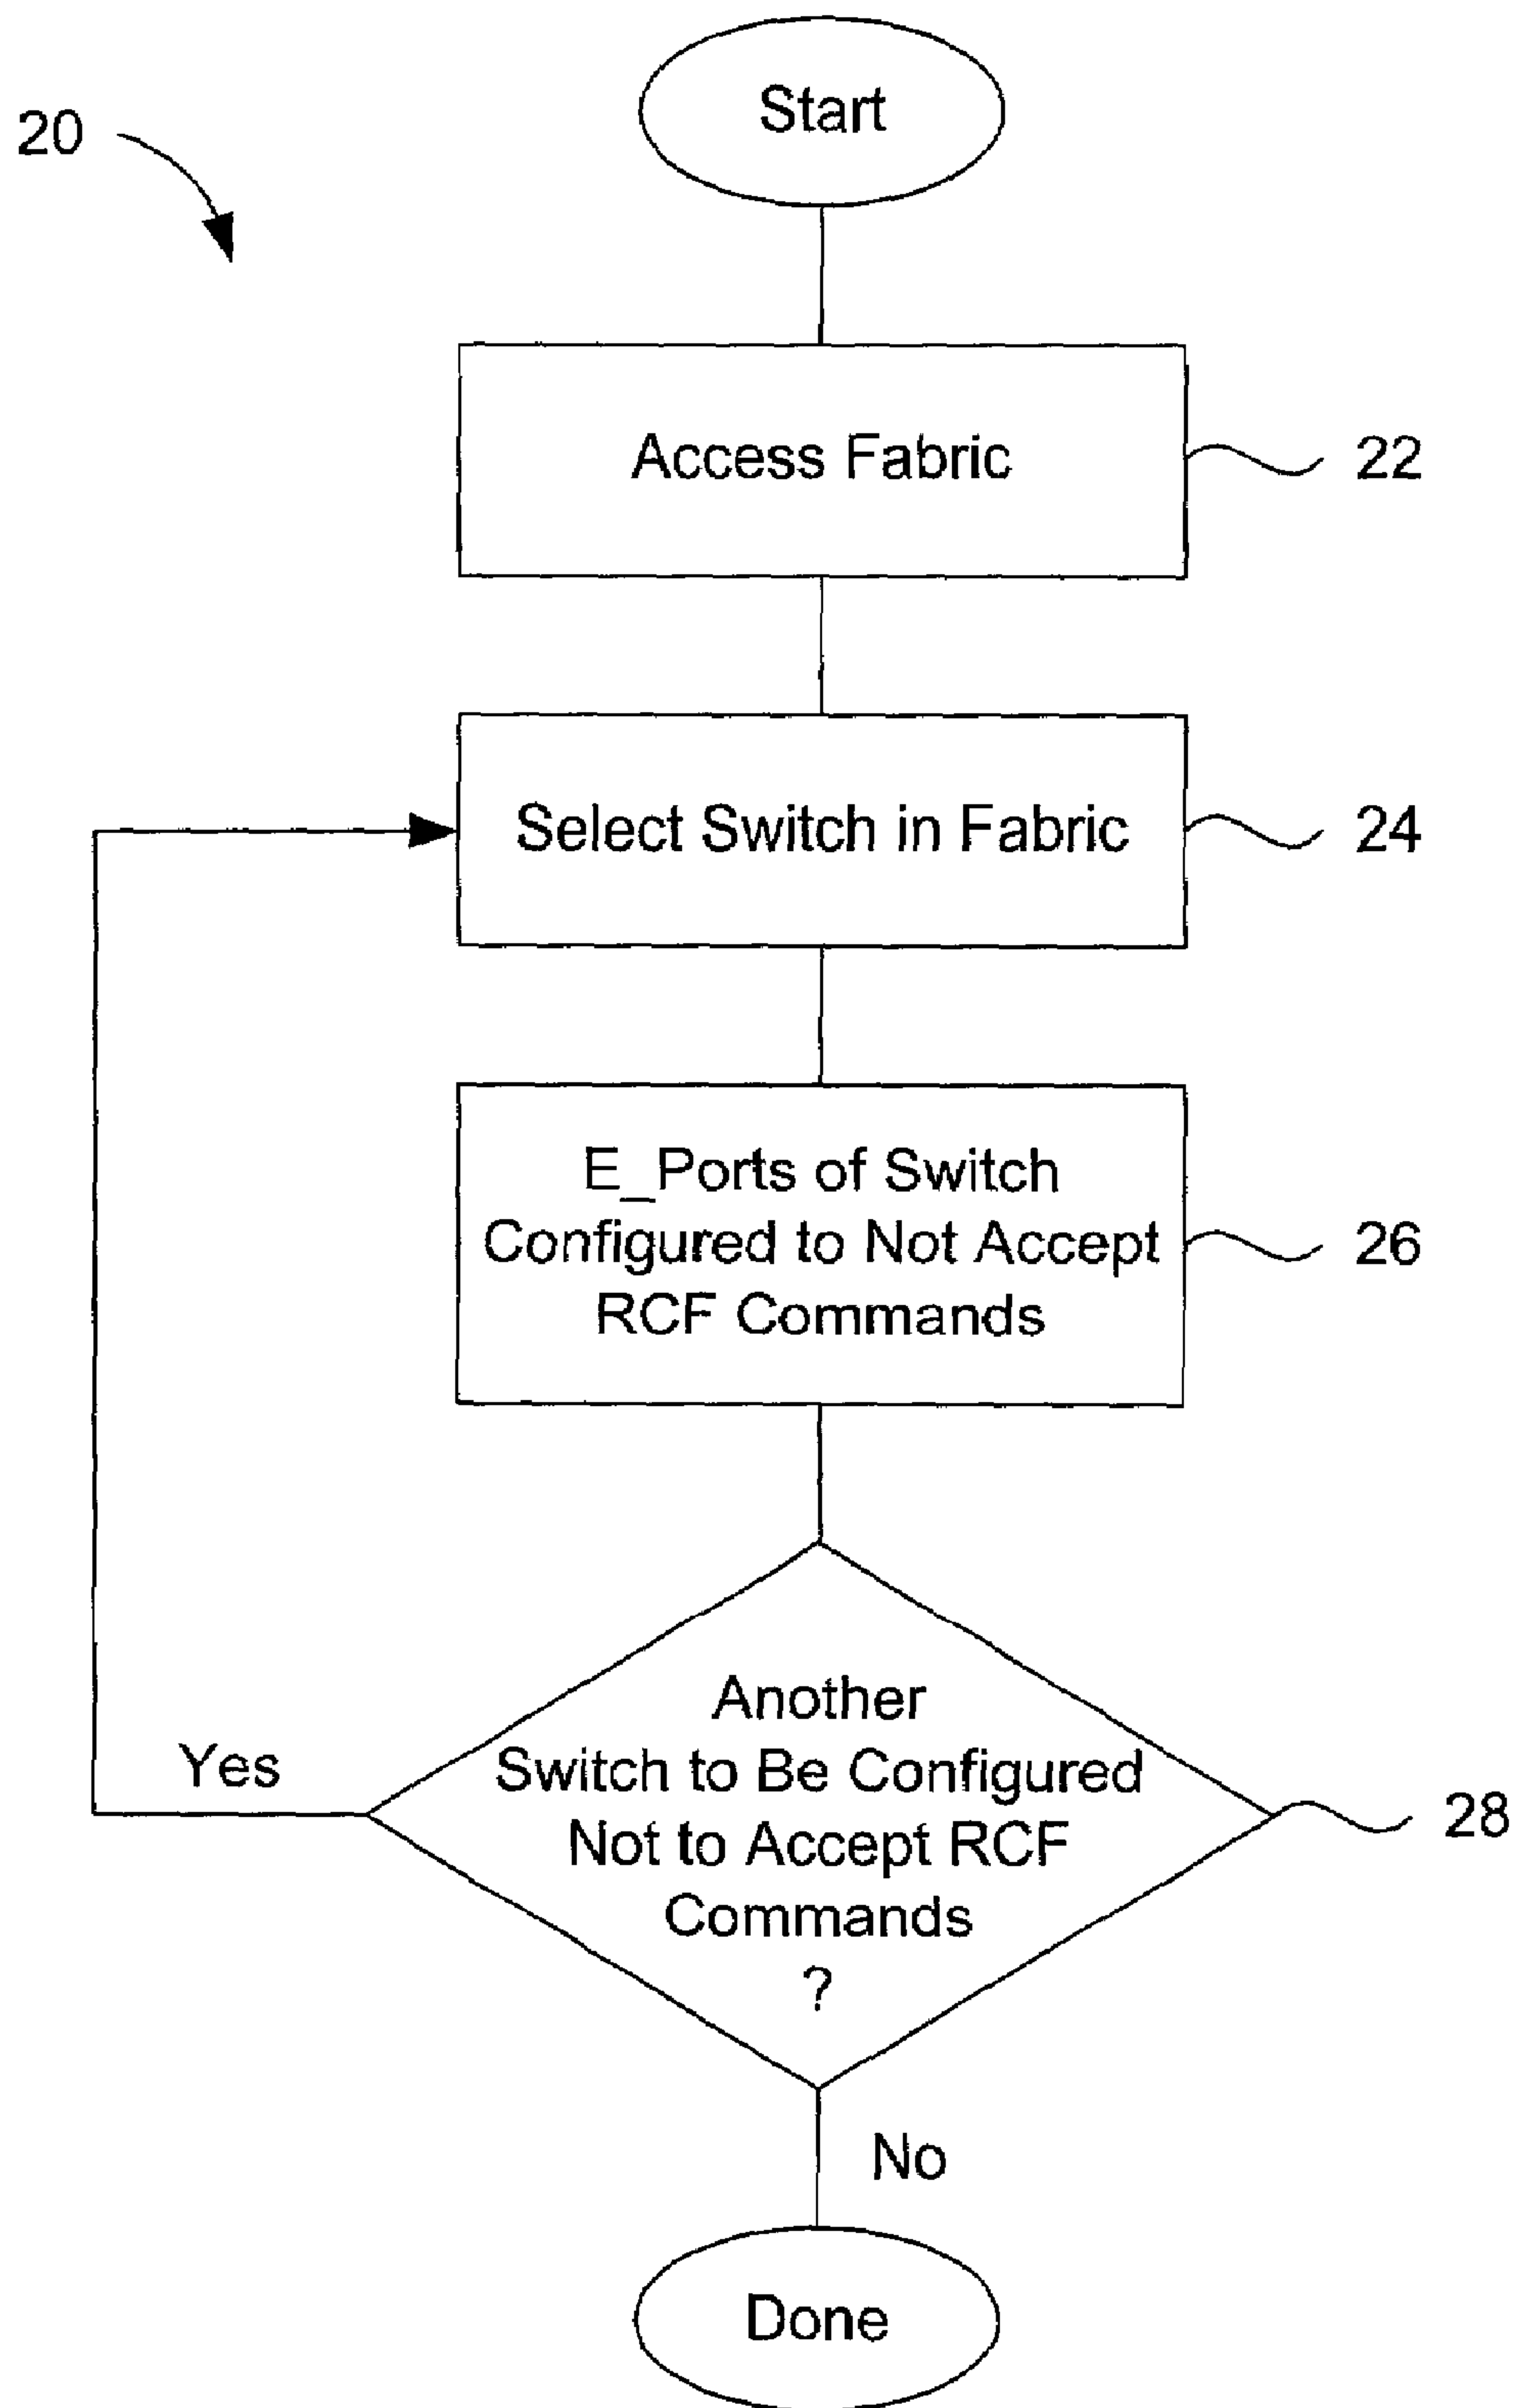 20
Start
Access Fabric
22
Select Switch in Fabric
24
E_Ports of Switch
Configured to Not Accept
RCF Commands
26
Another
Switch to Be Configured
Not to Accept RCF
Commands
?
Yes
28
No
Done